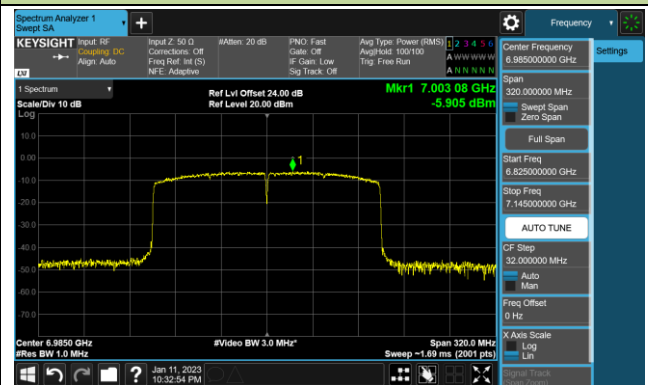 Spectrum Analyzer 1
Swept SA
+
Frequency
KEYSIGHT
Input: RF
Coupling: DC
Align: Auto
Input Z: 50 Ω
Corrections: Off
Freq Ref: Int (S)
NFE: Adaptive
#Atten: 20 dB
PNO: Fast
Gate: Off
IF Gain: Low
Sig Track: Off
Avg Type: Power (RMS)
Avg|Hold: 100/100
Trig: Free Run
1 2 3 4 5 6
A W W W W W
A N N N N N
LXI
1 Spectrum
Scale/Div 10 dB
Log
Ref Lvl Offset 24.00 dB
Ref Level 20.00 dBm
Mkr1 7.003 08 GHz
-5.905 dBm
10.0
0.00
1
-10.0
-20.0
-30.0
-40.0
-50.0
-60.0
-70.0
Center 6.9850 GHz
#Res BW 1.0 MHz
#Video BW 3.0 MHz*
Span 320.0 MHz
Sweep ~1.69 ms (2001 pts)
Jan 11, 2023
10:32:54 PM
?
Center Frequency
6.985000000 GHz
Settings
Span
320.000000 MHz
Swept Span
Zero Span
Full Span
Start Freq
6.825000000 GHz
Stop Freq
7.145000000 GHz
AUTO TUNE
CF Step
32.000000 MHz
Auto
Man
Freq Offset
0 Hz
X Axis Scale
Log
Lin
Signal Track
(Span Zoom)